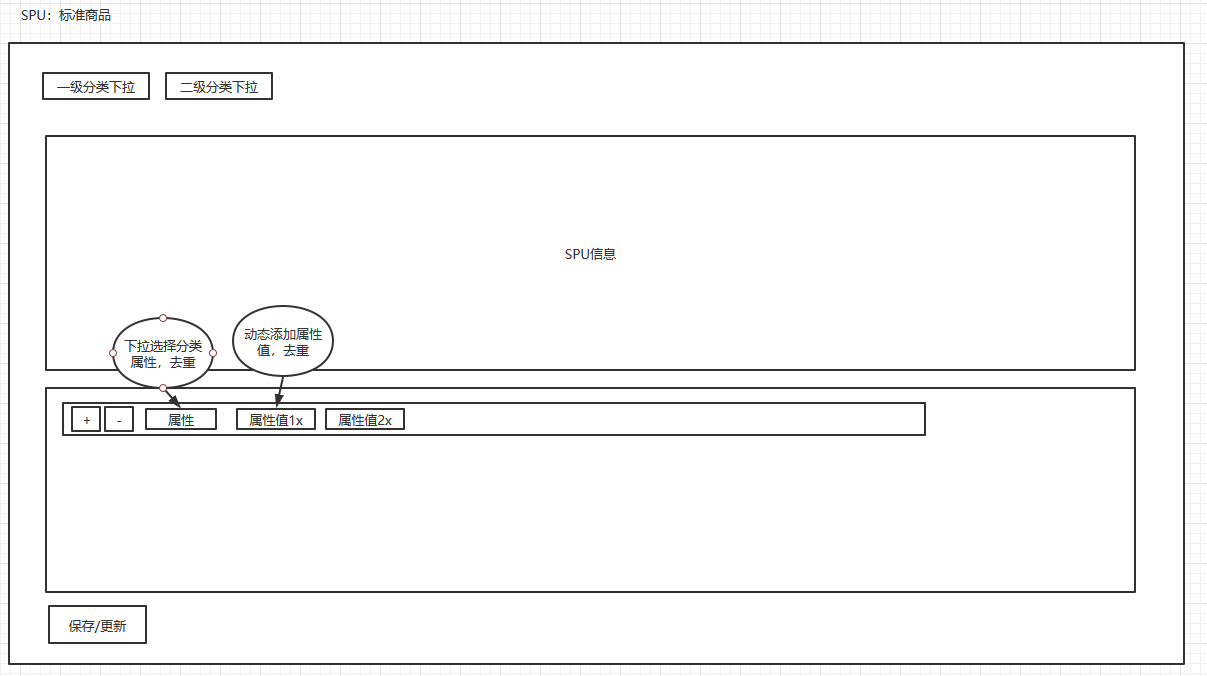 SPU：标准商品
一级分类下拉
二级分类下拉
SPU信息
下拉选择分类
属性，去重
动态添加属性
值，去重
+
-
属性
属性值1x
属性值2x
保存/更新